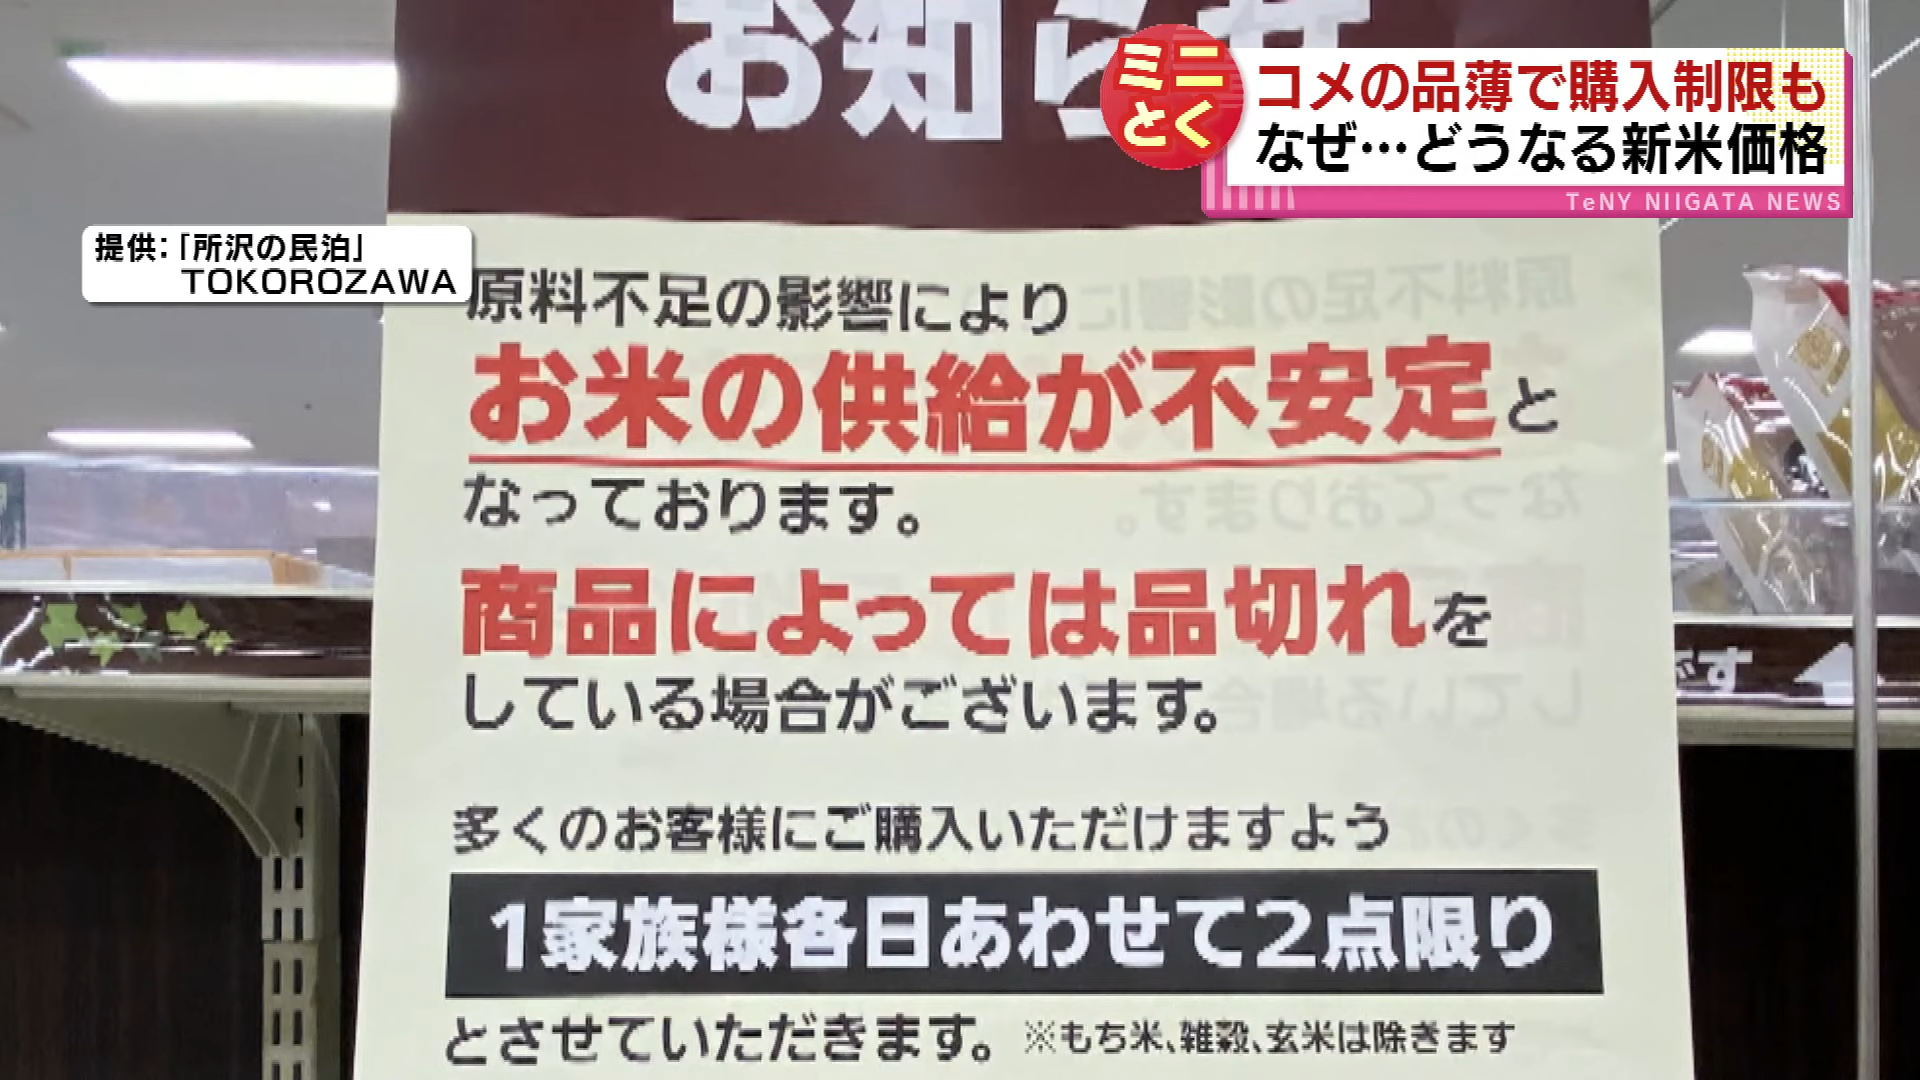 お知らせ
ミニ
とく
コメの品薄で購入制限も
なぜ…どうなる新米価格
TeNY NIIGATA NEWS
提供:「所沢の民泊」
TOKOROZAWA
原料不足の影響により
お米の供給が不安定と
なっております。
商品によっては品切れを
している場合がございます。
多くのお客様にご購入いただけますよう
1家族様各日あわせて2点限り
とさせていただきます。 ※もち米、雑穀、玄米は除きます
です